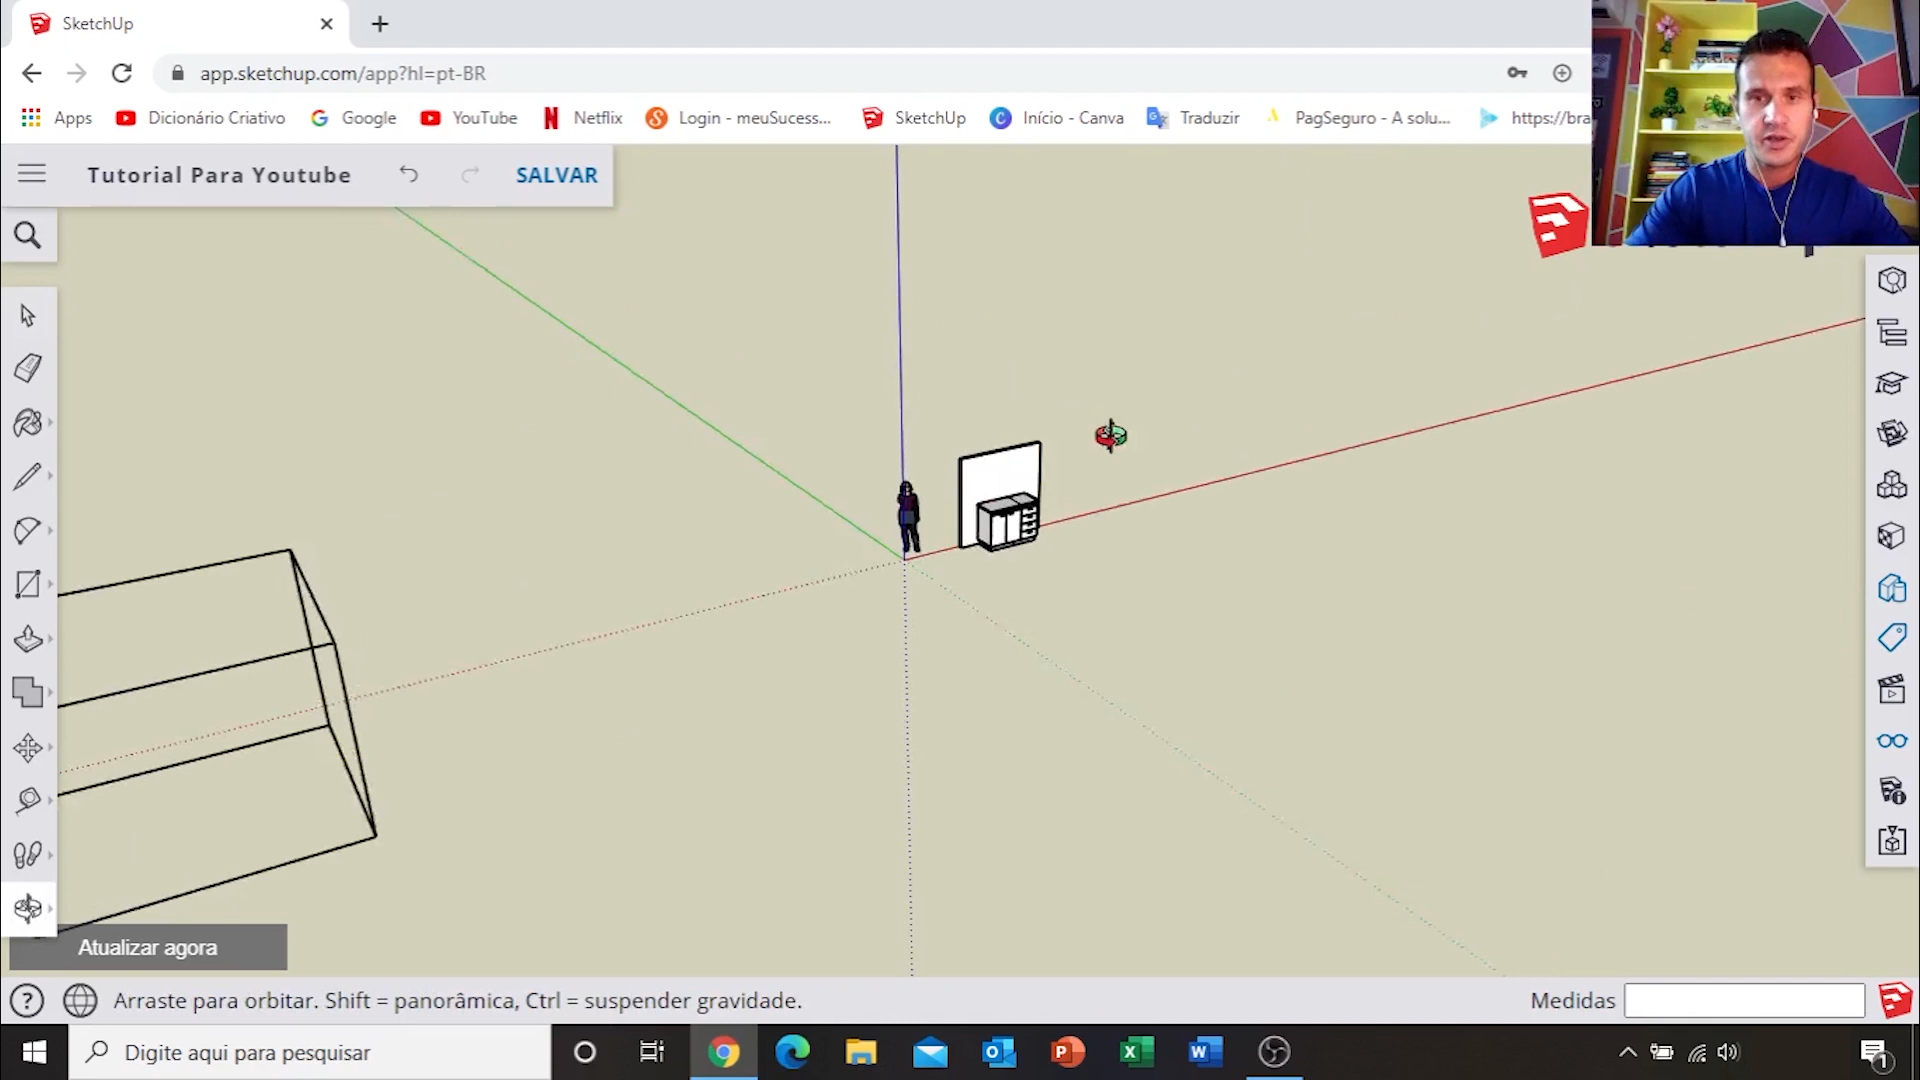 SketchUp
app.sketchup.com/app?hl=pt-BR
Apps Dicionário Criativo Google YouTube Netflix Login - meuSucess... SketchUp Início - Canva Traduzir PagSeguro - A solu... https://bra
Tutorial Para Youtube SALVAR
Atualizar agora
Arraste para orbitar. Shift = panorâmica, Ctrl = suspender gravidade. Medidas
Digite aqui para pesquisar
1